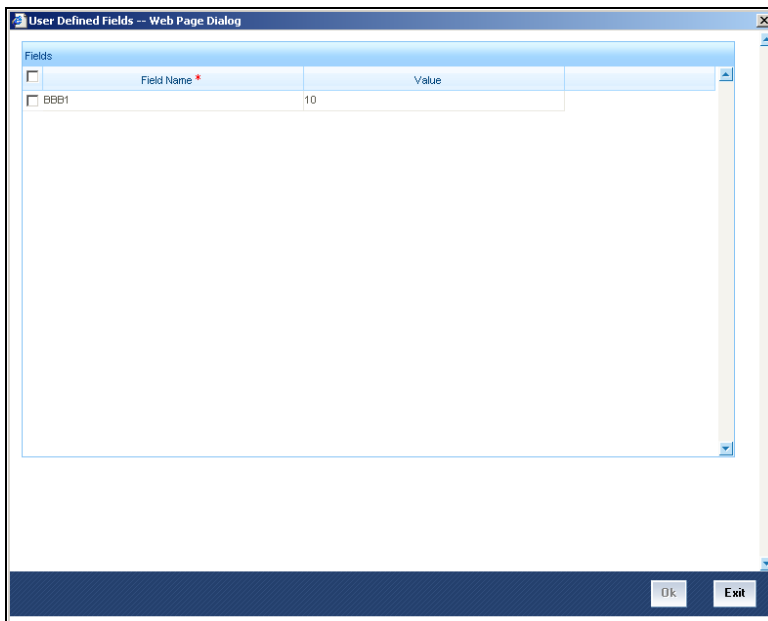 User Defined Fields -- Web Page Dialog
Fields
Field Name * Value
BBB1 10
Ok Exit